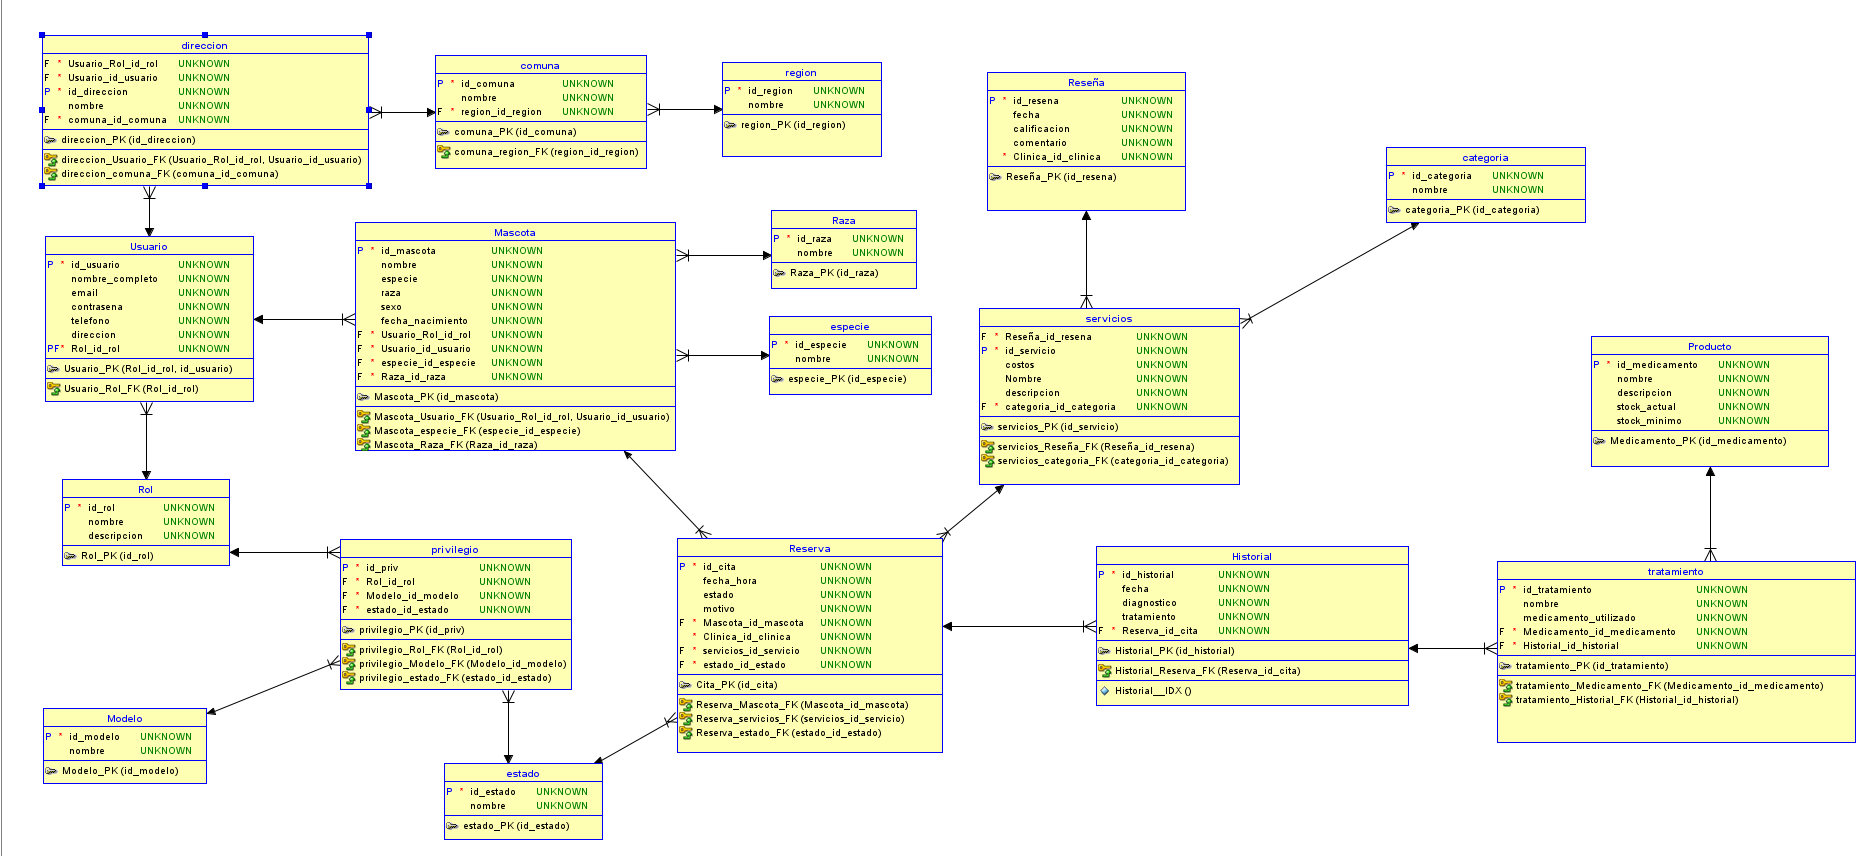 direccion
F * Usuario_Rol_id_rol UNKNOWN
F * Usuario_id_usuario UNKNOWN
P * id_direccion UNKNOWN
nombre UNKNOWN
F * comuna_id_comuna UNKNOWN
direccion_PK (id_direccion)
direccion_Usuario_FK (Usuario_Rol_id_rol, Usuario_id_usuario)
direccion_comuna_FK (comuna_id_comuna)
comuna
P * id_comuna UNKNOWN
nombre UNKNOWN
F * region_id_region UNKNOWN
comuna_PK (id_comuna)
comuna_region_FK (region_id_region)
region
P * id_region UNKNOWN
nombre UNKNOWN
region_PK (id_region)
Reseña
P * id_resena UNKNOWN
fecha UNKNOWN
calificacion UNKNOWN
comentario UNKNOWN
* Clinica_id_clinica UNKNOWN
Reseña_PK (id_resena)
categoria
P * id_categoria UNKNOWN
nombre UNKNOWN
categoria_PK (id_categoria)
Usuario
P * id_usuario UNKNOWN
nombre_completo UNKNOWN
email UNKNOWN
contrasena UNKNOWN
telefono UNKNOWN
direccion UNKNOWN
PF* Rol_id_rol UNKNOWN
Usuario_PK (Rol_id_rol, id_usuario)
Usuario_Rol_FK (Rol_id_rol)
Mascota
P * id_mascota UNKNOWN
nombre UNKNOWN
especie UNKNOWN
raza UNKNOWN
sexo UNKNOWN
fecha_nacimiento UNKNOWN
F * Usuario_Rol_id_rol UNKNOWN
F * Usuario_id_usuario UNKNOWN
F * especie_id_especie UNKNOWN
F * Raza_id_raza UNKNOWN
Mascota_PK (id_mascota)
Mascota_Usuario_FK (Usuario_Rol_id_rol, Usuario_id_usuario)
Mascota_especie_FK (especie_id_especie)
Mascota_Raza_FK (Raza_id_raza)
Raza
P * id_raza UNKNOWN
nombre UNKNOWN
Raza_PK (id_raza)
especie
P * id_especie UNKNOWN
nombre UNKNOWN
especie_PK (id_especie)
servicios
F * Reseña_id_resena UNKNOWN
P * id_servicio UNKNOWN
costos UNKNOWN
Nombre UNKNOWN
descripcion UNKNOWN
F * categoria_id_categoria UNKNOWN
servicios_PK (id_servicio)
servicios_Reseña_FK (Reseña_id_resena)
servicios_categoria_FK (categoria_id_categoria)
Producto
P * id_medicamento UNKNOWN
nombre UNKNOWN
descripcion UNKNOWN
stock_actual UNKNOWN
stock_minimo UNKNOWN
Medicamento_PK (id_medicamento)
Rol
P * id_rol UNKNOWN
nombre UNKNOWN
descripcion UNKNOWN
Rol_PK (id_rol)
privilegio
P * id_priv UNKNOWN
F * Rol_id_rol UNKNOWN
F * Modelo_id_modelo UNKNOWN
F * estado_id_estado UNKNOWN
privilegio_PK (id_priv)
privilegio_Rol_FK (Rol_id_rol)
privilegio_Modelo_FK (Modelo_id_modelo)
privilegio_estado_FK (estado_id_estado)
Reserva
P * id_cita UNKNOWN
fecha_hora UNKNOWN
estado UNKNOWN
motivo UNKNOWN
F * Mascota_id_mascota UNKNOWN
* Clinica_id_clinica UNKNOWN
F * servicios_id_servicio UNKNOWN
F * estado_id_estado UNKNOWN
Cita_PK (id_cita)
Reserva_Mascota_FK (Mascota_id_mascota)
Reserva_servicios_FK (servicios_id_servicio)
Reserva_estado_FK (estado_id_estado)
Historial
P * id_historial UNKNOWN
fecha UNKNOWN
diagnostico UNKNOWN
tratamiento UNKNOWN
F * Reserva_id_cita UNKNOWN
Historial_PK (id_historial)
Historial_Reserva_FK (Reserva_id_cita)
Historial__IDX ()
tratamiento
P * id_tratamiento UNKNOWN
nombre UNKNOWN
medicamento_utilizado UNKNOWN
F * Medicamento_id_medicamento UNKNOWN
F * Historial_id_historial UNKNOWN
tratamiento_PK (id_tratamiento)
tratamiento_Medicamento_FK (Medicamento_id_medicamento)
tratamiento_Historial_FK (Historial_id_historial)
Modelo
P * id_modelo UNKNOWN
nombre UNKNOWN
Modelo_PK (id_modelo)
estado
P * id_estado UNKNOWN
nombre UNKNOWN
estado_PK (id_estado)